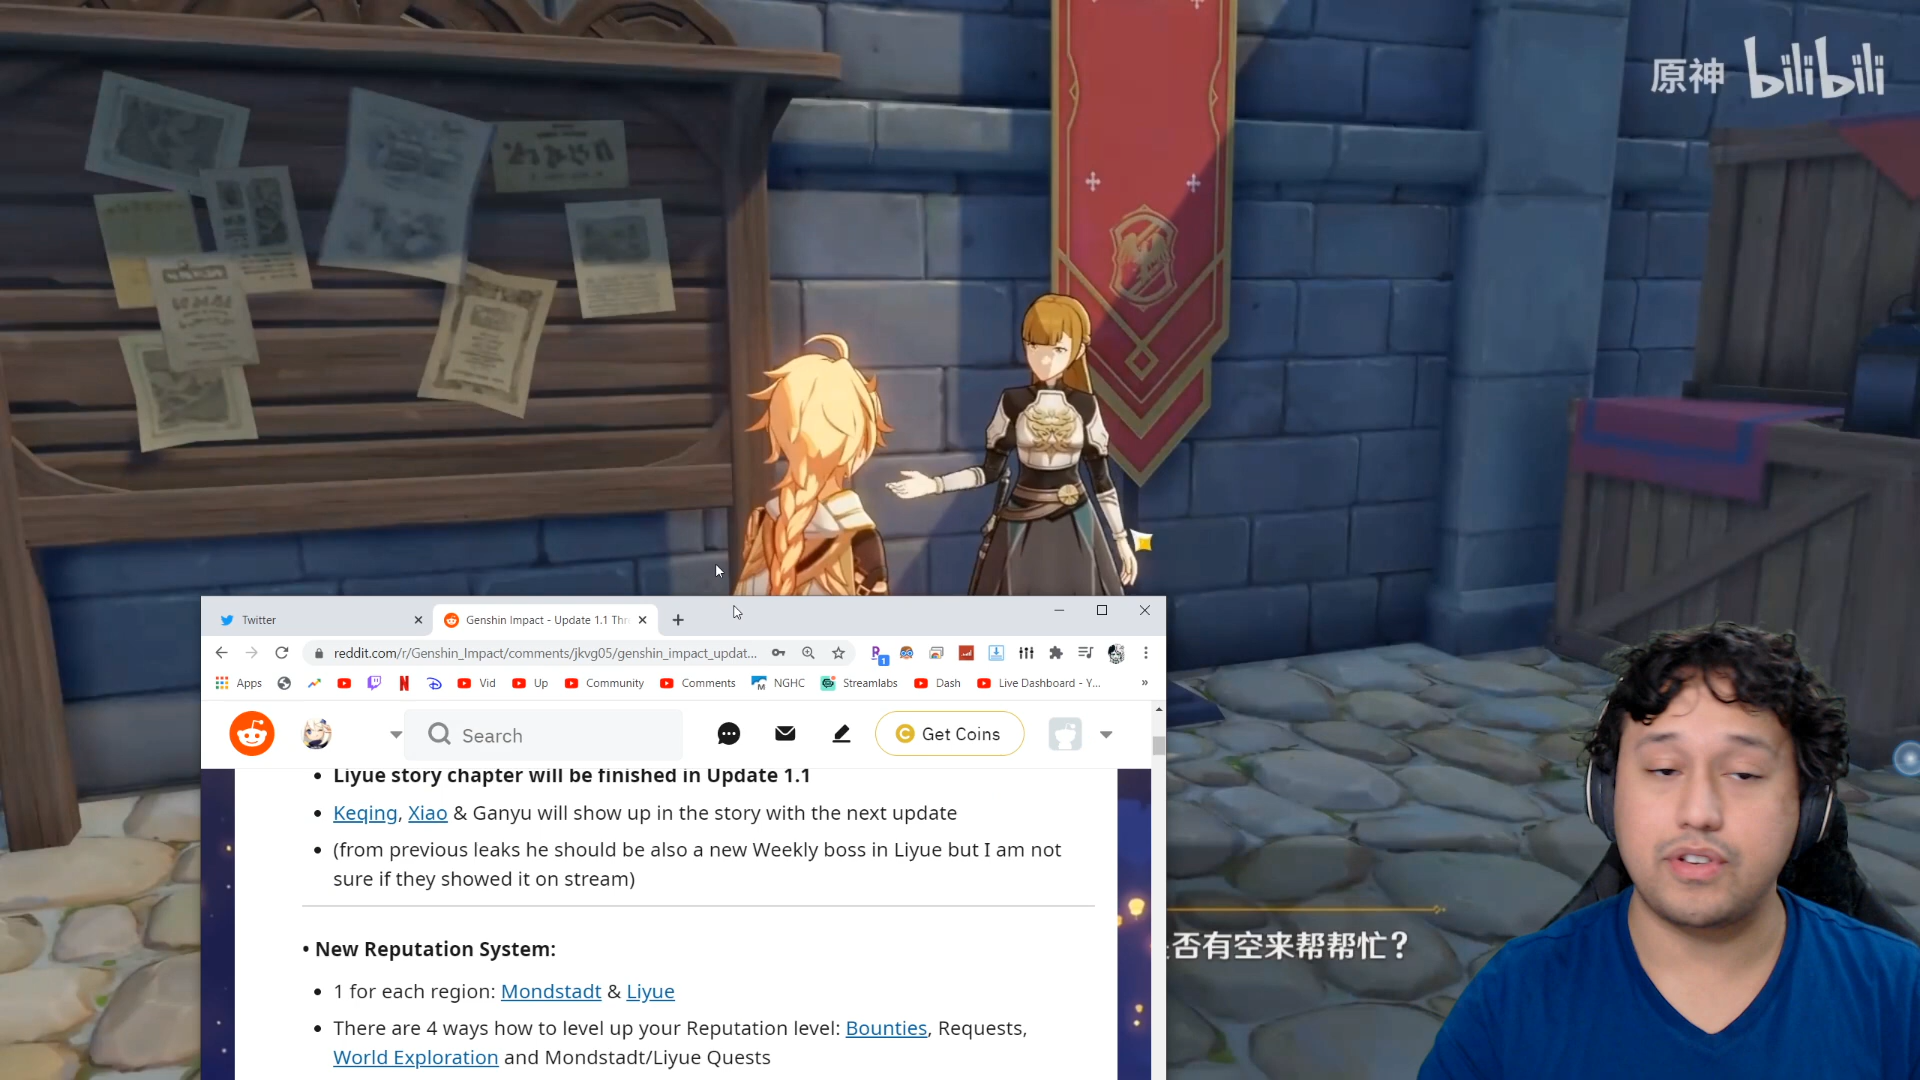 原神 bilibili
Twitter
Genshin Impact - Update 1.1 Thr
reddit.com/r/Genshin_Impact/comments/jkvg05/genshin_impact_updat...
Apps
Vid
Up
Community
Comments
NGHC
Streamlabs
Dash
Live Dashboard - Y...
»
Search
Get Coins
• Liyue story chapter will be finished in Update 1.1
• Keqing, Xiao & Ganyu will show up in the story with the next update
• (from previous leaks he should be also a new Weekly boss in Liyue but I am not
sure if they showed it on stream)
• New Reputation System:
• 1 for each region: Mondstadt & Liyue
• There are 4 ways how to level up your Reputation level: Bounties, Requests,
World Exploration and Mondstadt/Liyue Quests
否有空来帮帮忙？